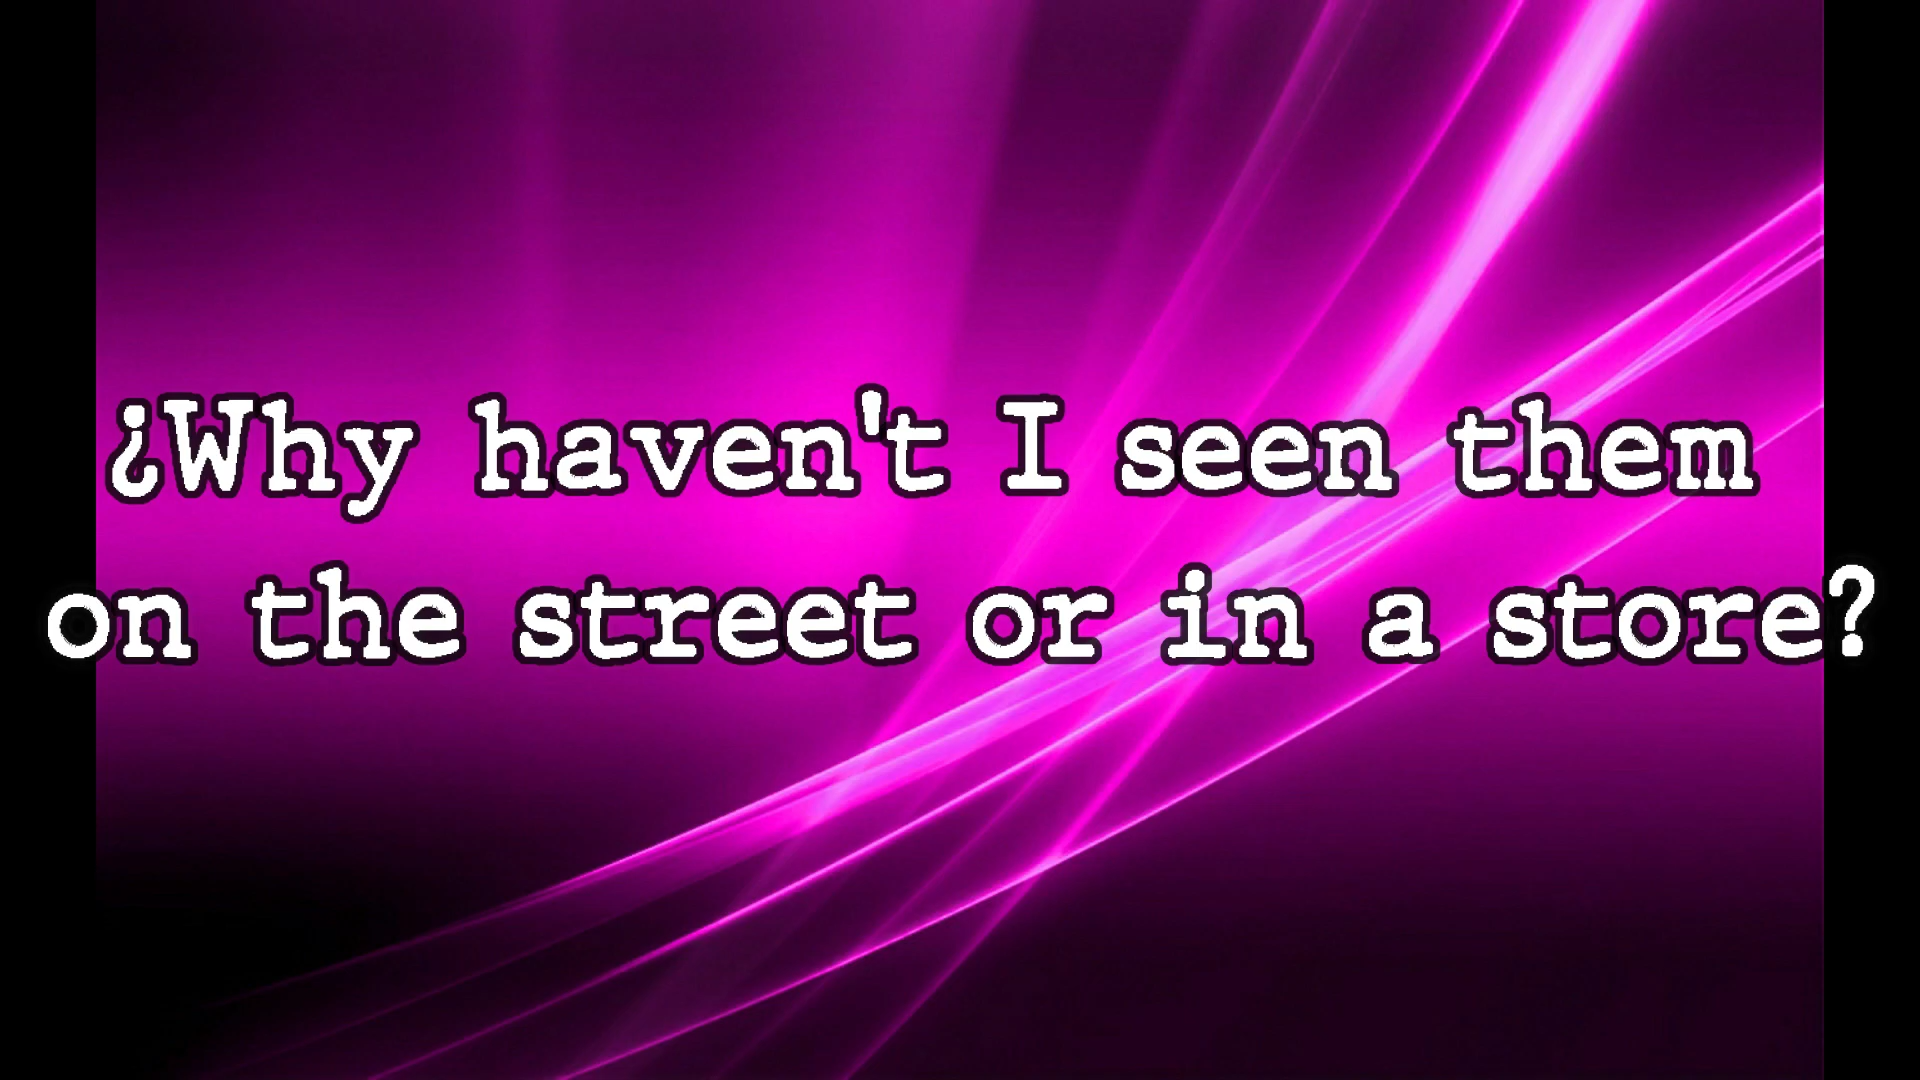 ¿Why haven't I seen them
on the street or in a store?